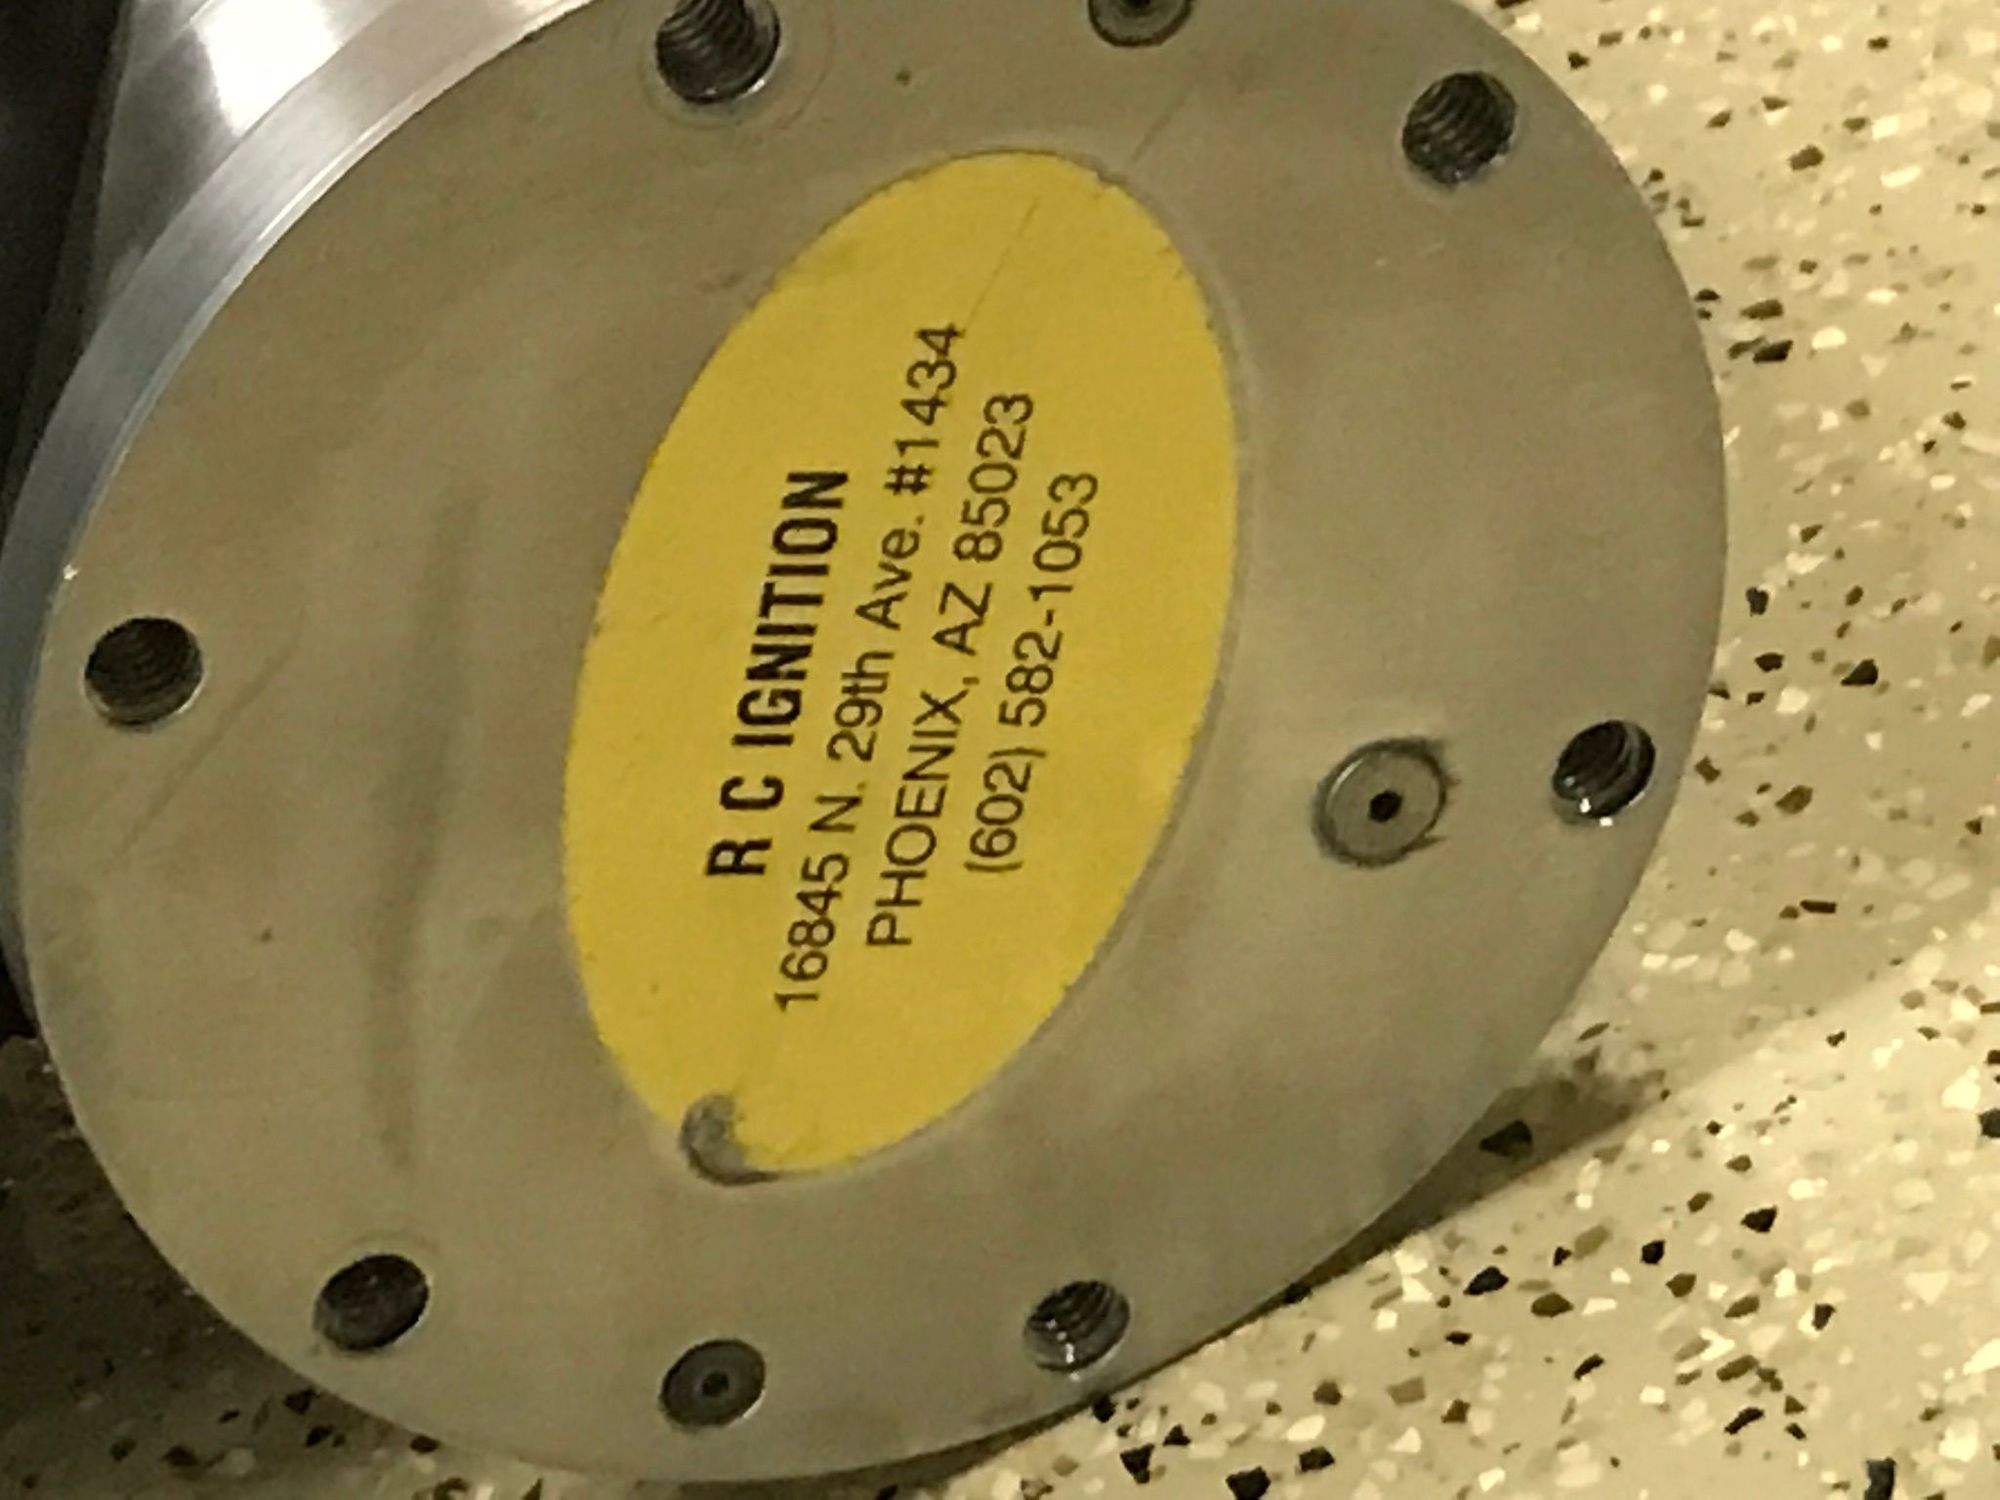 R C IGNITION
16845 N. 29th Ave. #1434
PHOENIX, AZ 85023
(602) 582-1053